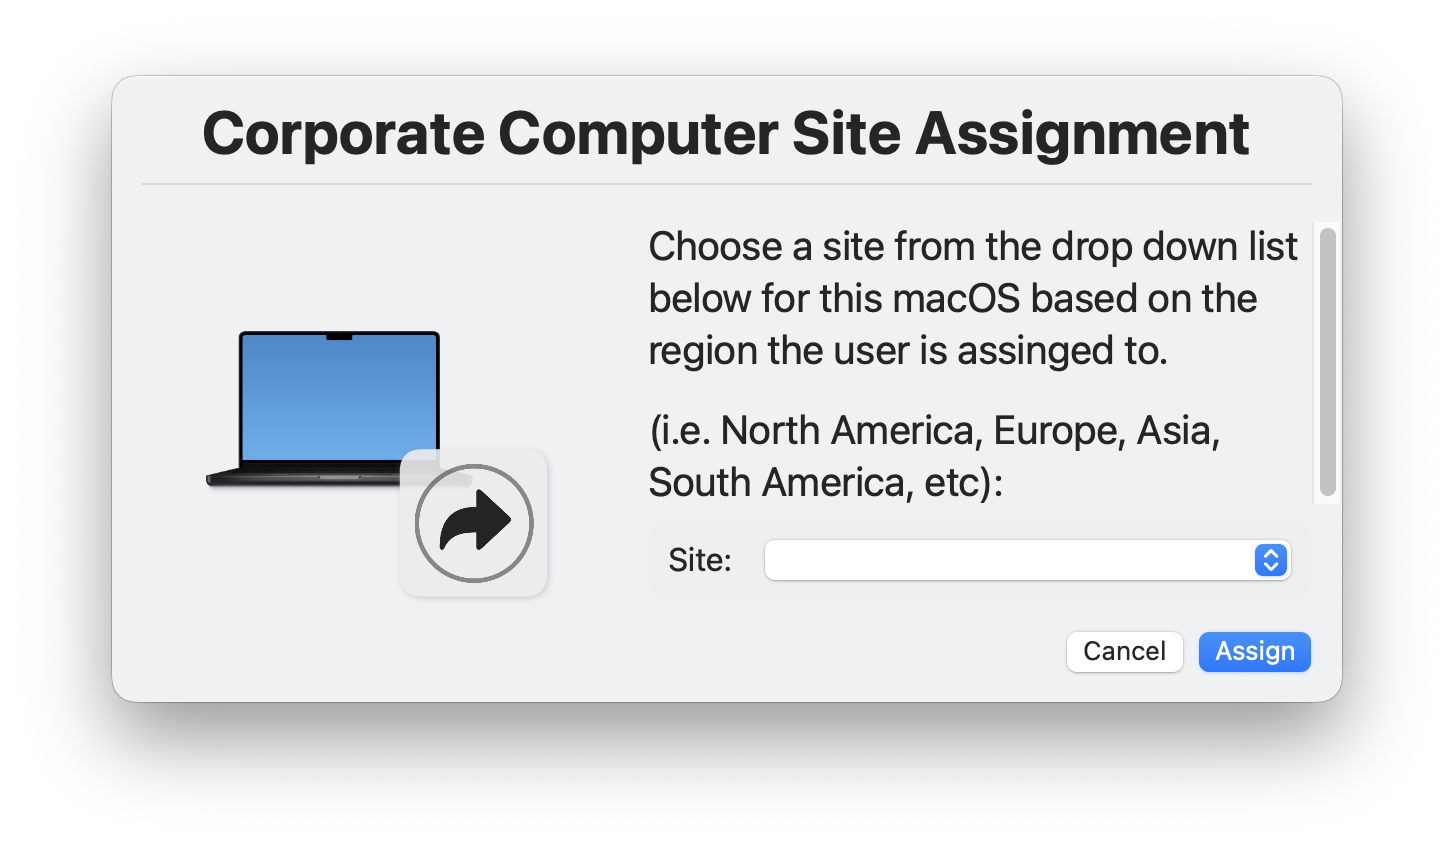 Corporate Computer Site Assignment
Choose a site from the drop down list
below for this macOS based on the
region the user is assinged to.
(i.e. North America, Europe, Asia,
South America, etc):
Site:
Cancel
Assign